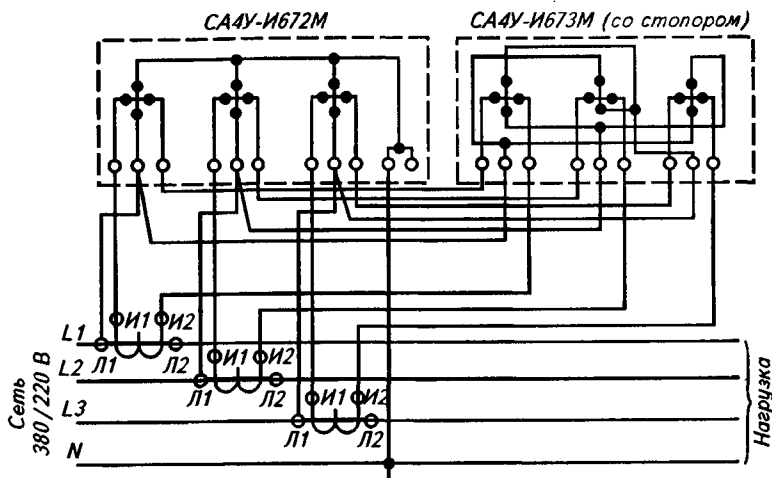 СА4У-И672М
СА4У-И673М (со стопором)
L1
И1
И2
Л1
Л2
L2
И1
И2
Л1
Л2
L3
И1
И2
Л1
Л2
N
Сеть
380/220 В
Нагрузка